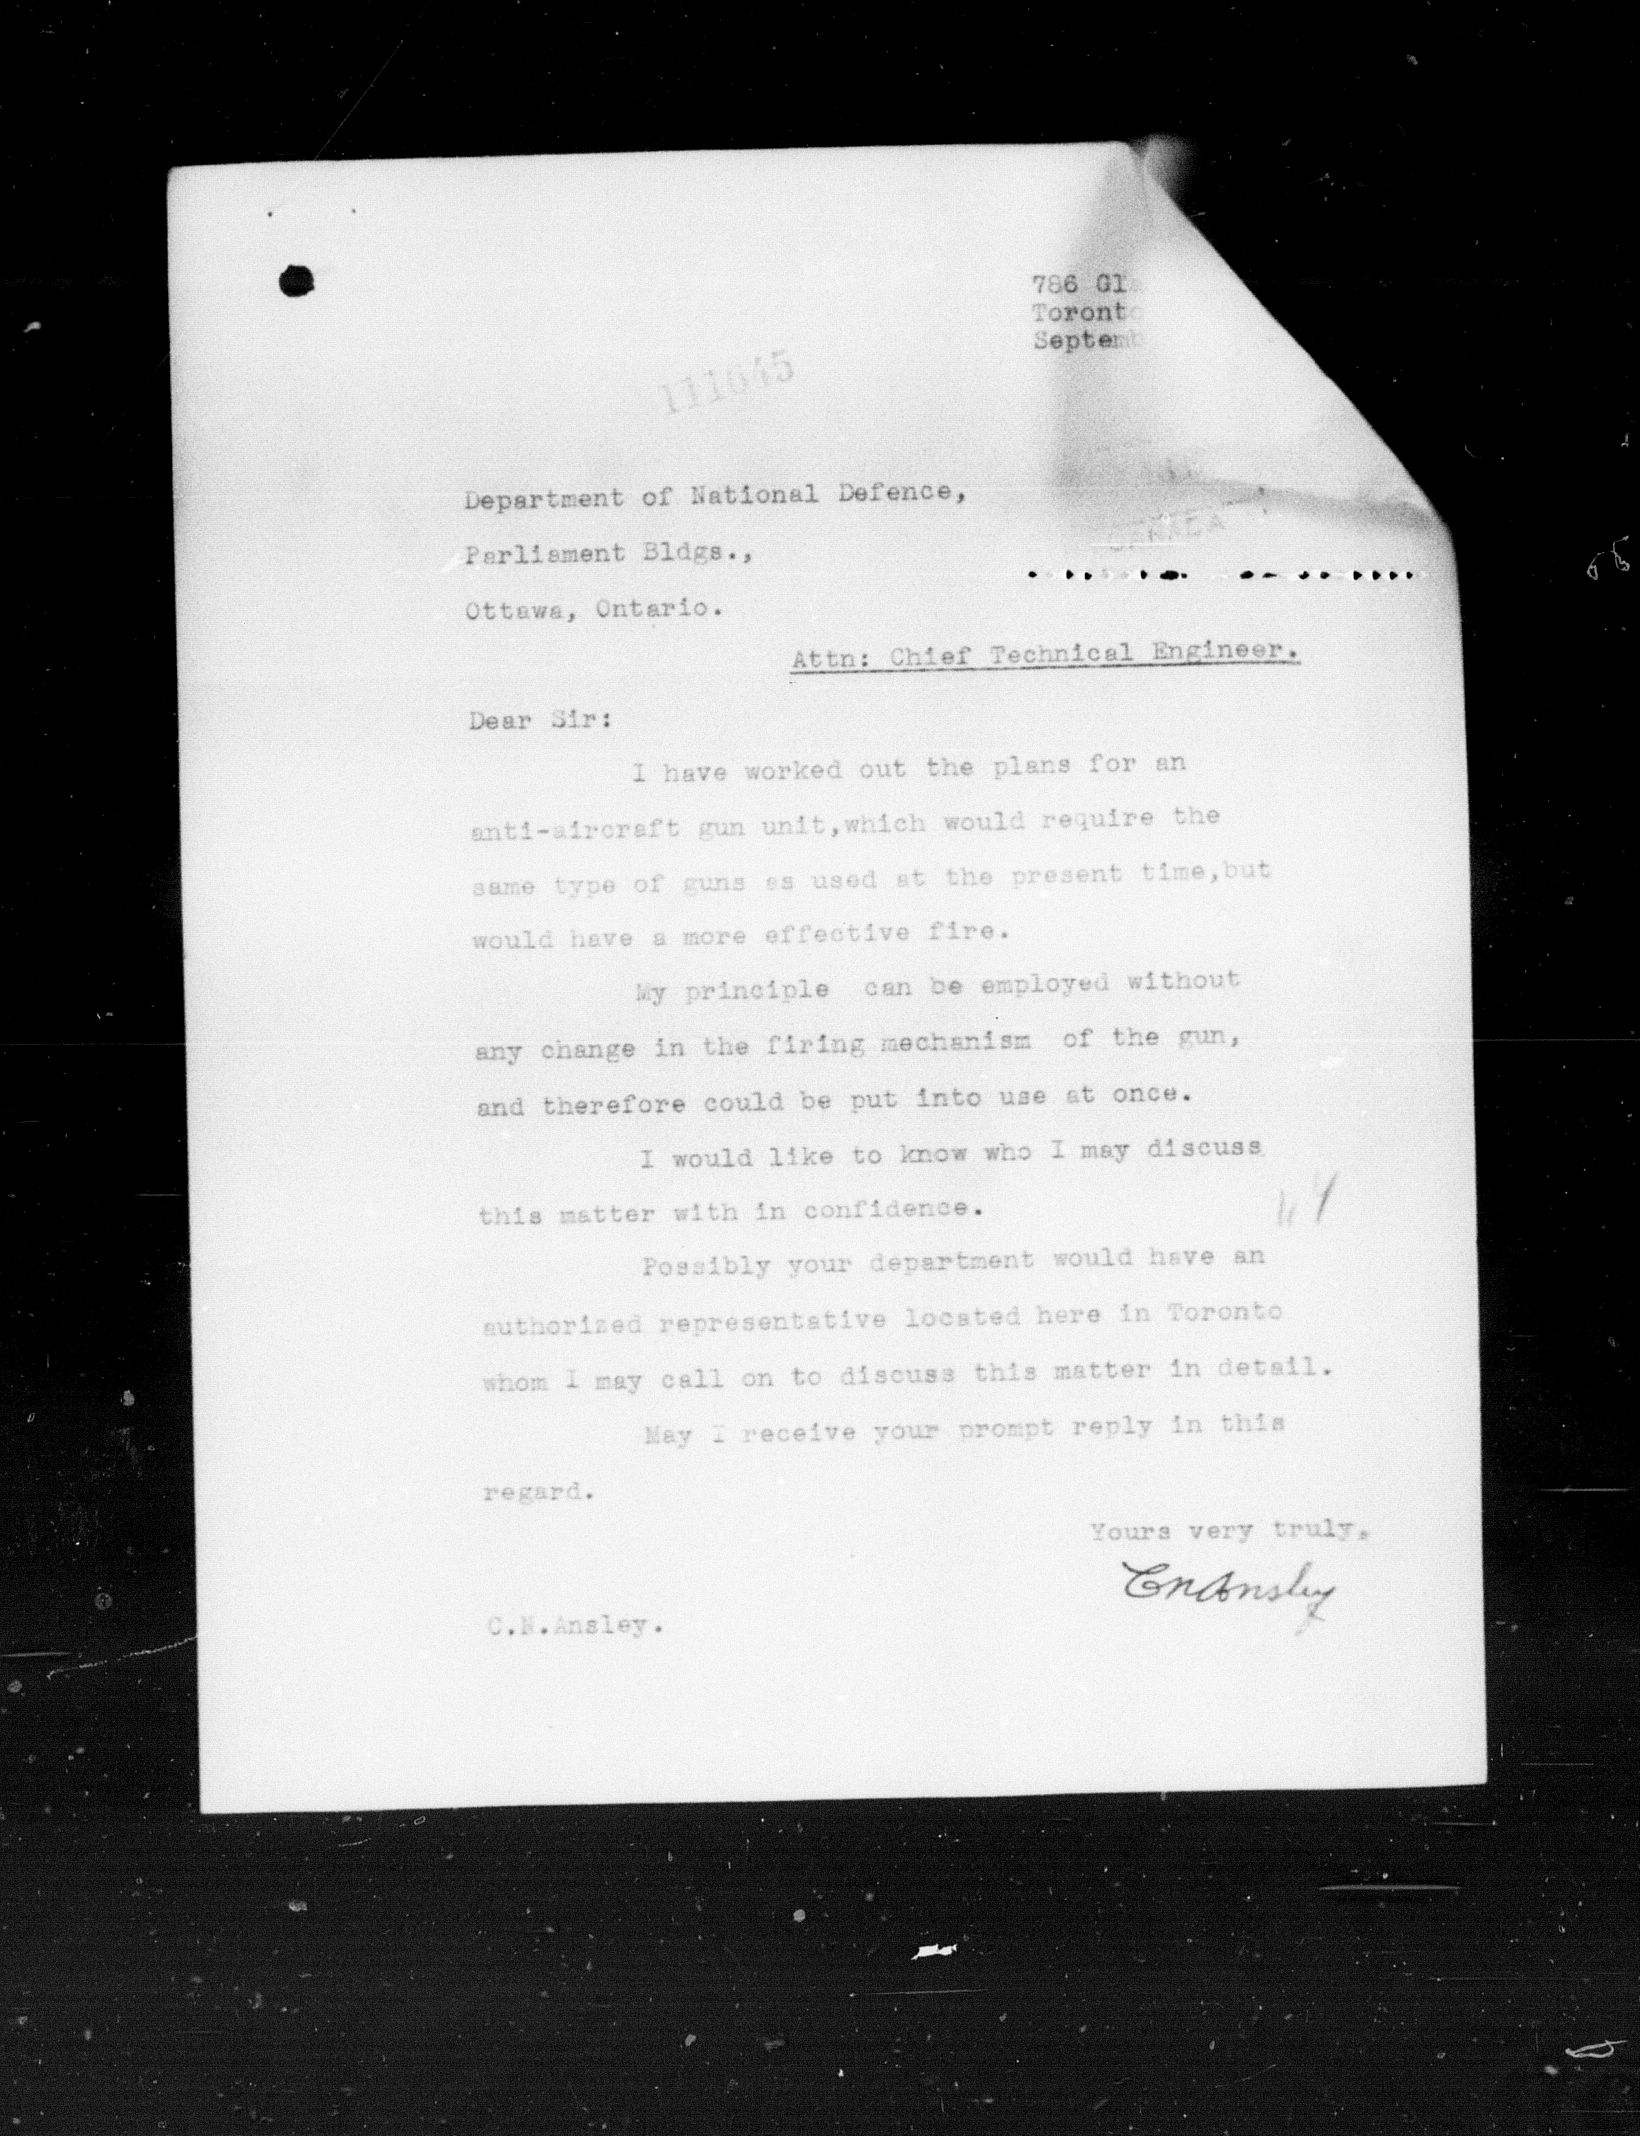 786 Gl
Toronto
Septemb
111045
Department of National Defence,
Parliament Bldgs.,
Ottawa, Ontario.
Attn: Chief Technical Engineer.
Dear Sir:
I have worked out the plans for an
anti-aircraft gun unit,which would require the
same type of guns as used at the present time,but
would have a more effective fire.
My principle can be employed without
any change in the firing mechanism of the gun,
and therefore could be put into use at once.
I would like to know who I may discuss
this matter with in confidence.
Possibly your department would have an
authorized representative located here in Toronto
whom I may call on to discuss this matter in detail.
May I receive your prompt reply in this
regard.
Yours very truly.
CNAnsley
C.N.Ansley.